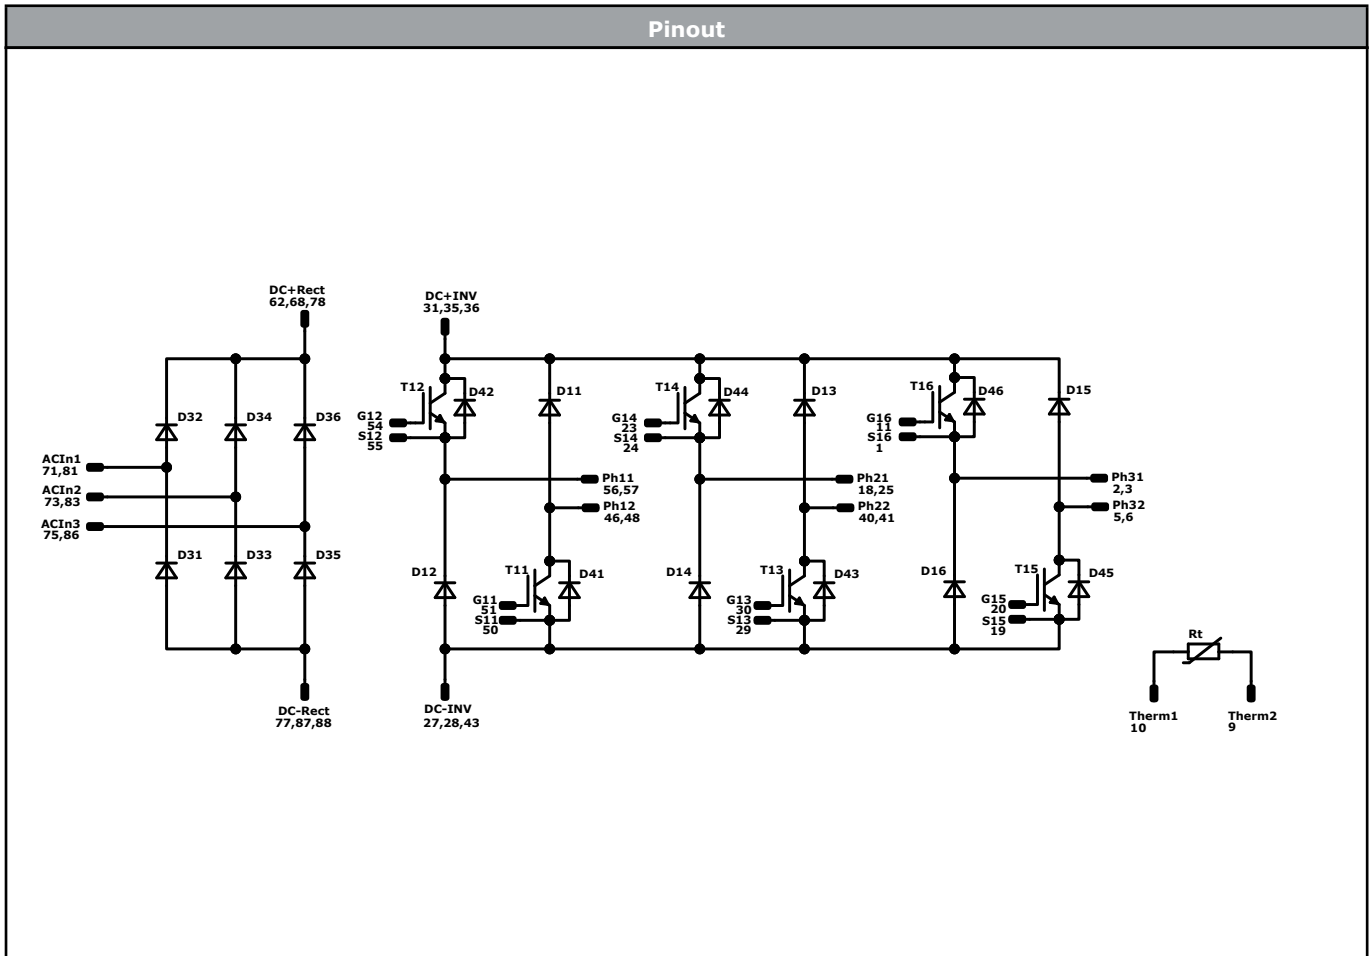 Pinout
DC+Rect
62,68,78
DC+INV
31,35,36
T12
D42
D11
T14
D44
D13
T16
D46
D15
G12
54
S12
55
G14
23
S14
24
G16
11
S16
1
D32
D34
D36
ACIn1
71,81
ACIn2
73,83
ACIn3
75,86
Ph11
56,57
Ph12
46,48
Ph21
18,25
Ph22
40,41
Ph31
2,3
Ph32
5,6
D31
D33
D35
D12
T11
D41
D14
T13
D43
D16
T15
D45
G11
51
S11
50
G13
30
S13
29
G15
20
S15
19
Rt
DC-Rect
77,87,88
DC-INV
27,28,43
Therm1
10
Therm2
9